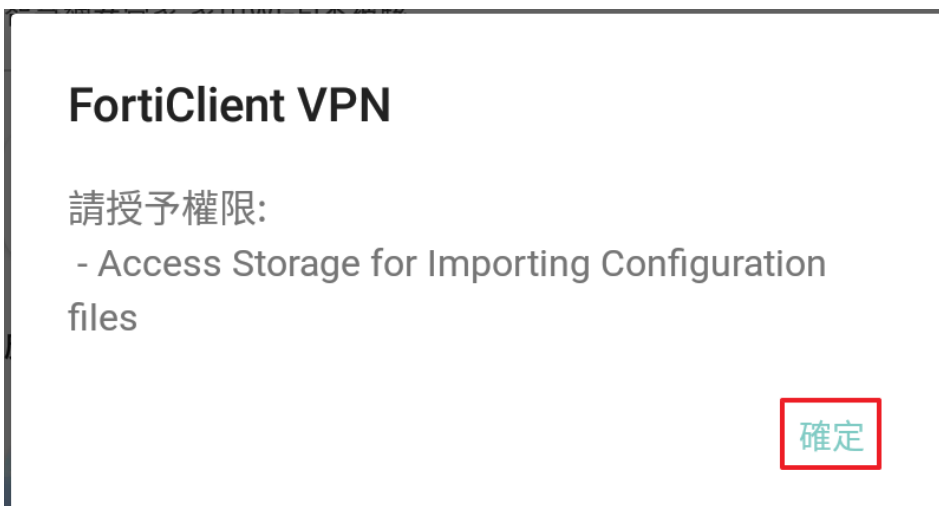 FortiClient VPN
請授予權限:
- Access Storage for Importing Configuration
files
確定